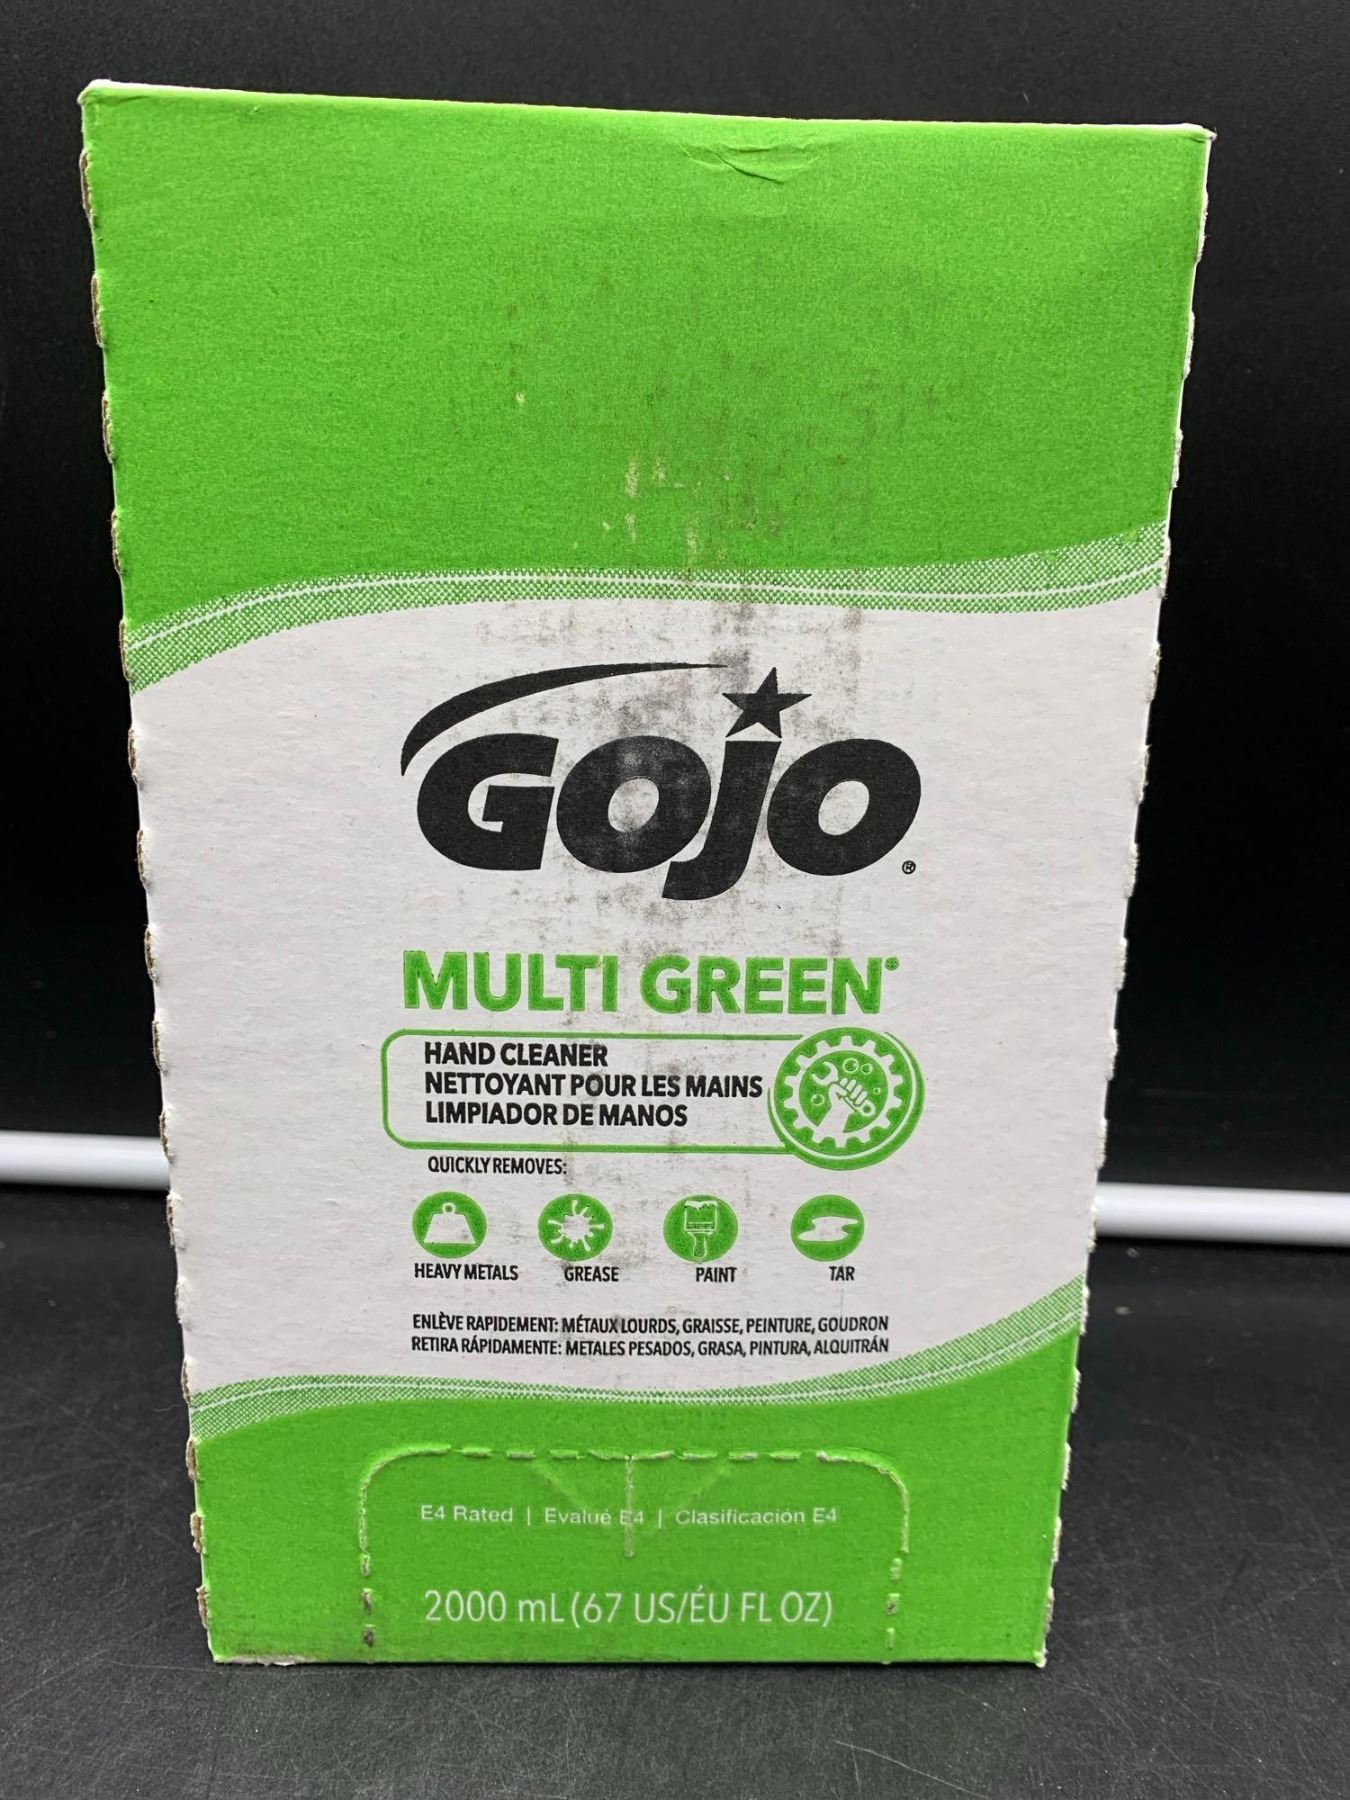 GOJO®
MULTI GREEN®
HAND CLEANER
NETTOYANT POUR LES MAINS
LIMPIADOR DE MANOS
QUICKLY REMOVES:
HEAVY METALS GREASE PAINT TAR
ENLÈVE RAPIDEMENT: MÉTAUX LOURDS, GRAISSE, PEINTURE, GOUDRON
RETIRA RÁPIDAMENTE: METALES PESADOS, GRASA, PINTURA, ALQUITRÁN
E4 Rated | Evalué E4 | Clasificación E4
2000 mL (67 US/ÉU FL OZ)